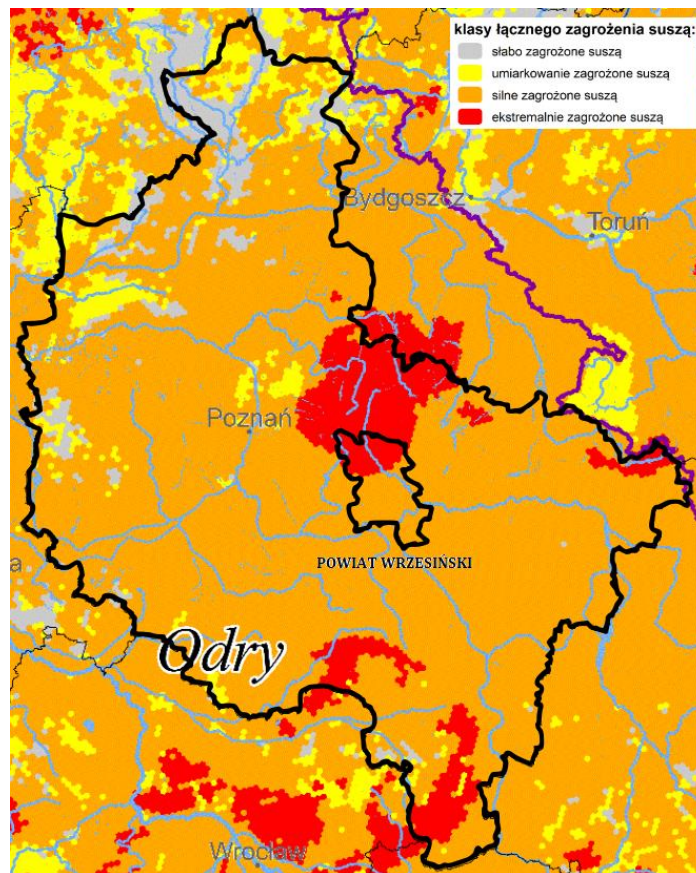 klasy łącznego zagrożenia suszą:
słabo zagrożone suszą
umiarkowanie zagrożone suszą
silne zagrożone suszą
ekstremalnie zagrożone suszą
Bydgoszcz
Toruń
Poznań
POWIAT WRZESIŃSKI
a
Odry
Wrocław